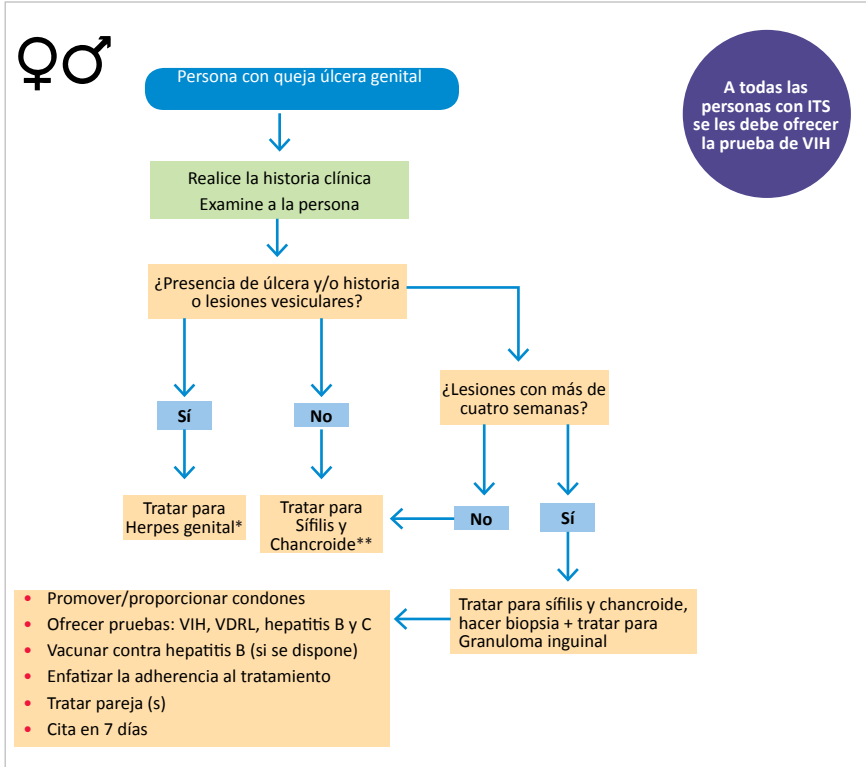 Persona con queja úlcera genital
A todas las
personas con ITS
se les debe ofrecer
la prueba de VIH
Realice la historia clínica
Examine a la persona
¿Presencia de úlcera y/o historia
o lesiones vesiculares?
¿Lesiones con más de
cuatro semanas?
Sí
No
Tratar para
Herpes genital*
Tratar para
Sífilis y
Chancroide**
No
Sí
• Promover/proporcionar condones
• Ofrecer pruebas: VIH, VDRL, hepatitis B y C
• Vacunar contra hepatitis B (si se dispone)
• Enfatizar la adherencia al tratamiento
• Tratar pareja (s)
• Cita en 7 días
Tratar para sífilis y chancroide,
hacer biopsia + tratar para
Granuloma inguinal